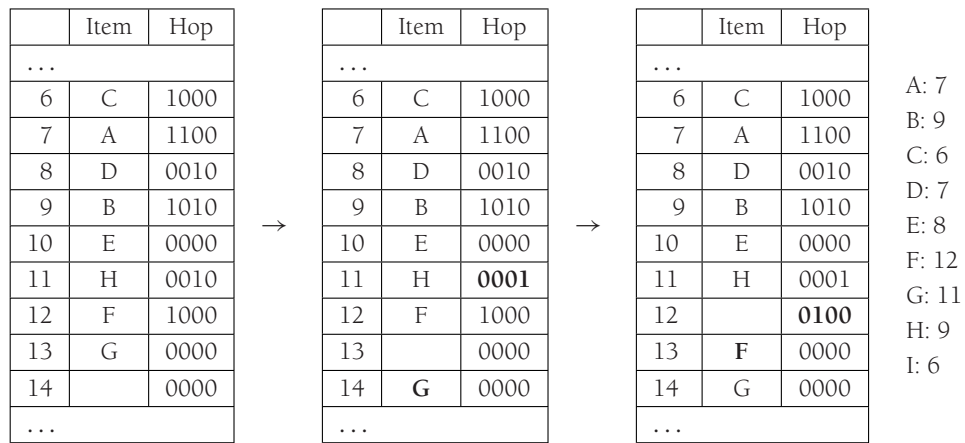 Item Hop
...
6 C 1000
7 A 1100
8 D 0010
9 B 1010
10 E 0000
11 H 0010
12 F 1000
13 G 0000
14 0000
...
→
Item Hop
...
6 C 1000
7 A 1100
8 D 0010
9 B 1010
10 E 0000
11 H 0001
12 F 1000
13 0000
14 G 0000
...
→
Item Hop
...
6 C 1000
7 A 1100
8 D 0010
9 B 1010
10 E 0000
11 H 0001
12 0100
13 F 0000
14 G 0000
...
A: 7
B: 9
C: 6
D: 7
E: 8
F: 12
G: 11
H: 9
I: 6